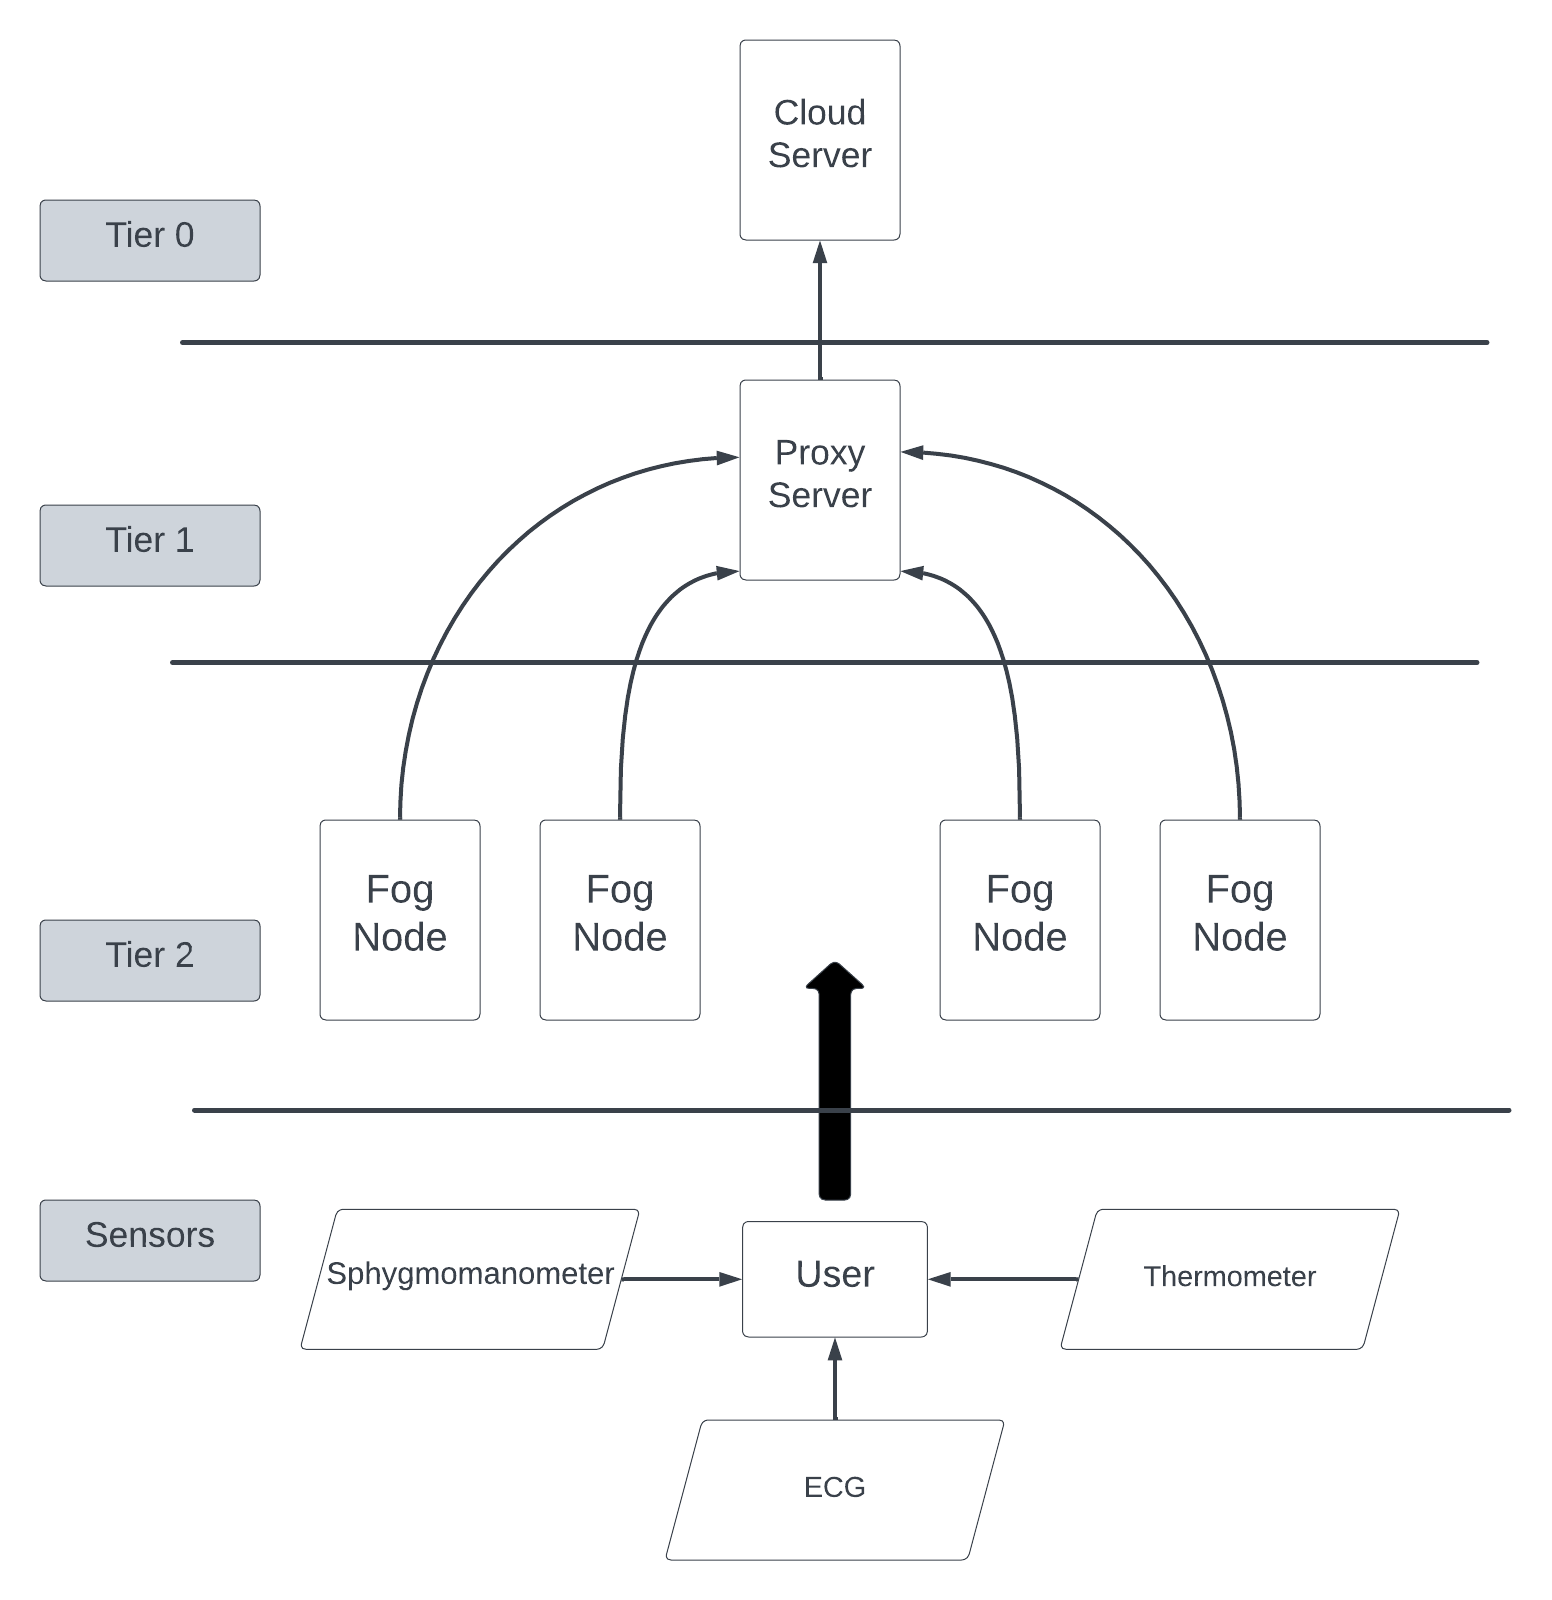 Cloud
Server
Tier 0
Proxy
Server
Tier 1
Fog
Node
Fog
Node
Fog
Node
Fog
Node
Tier 2
Sensors
Sphygmomanometer
User
Thermometer
ECG